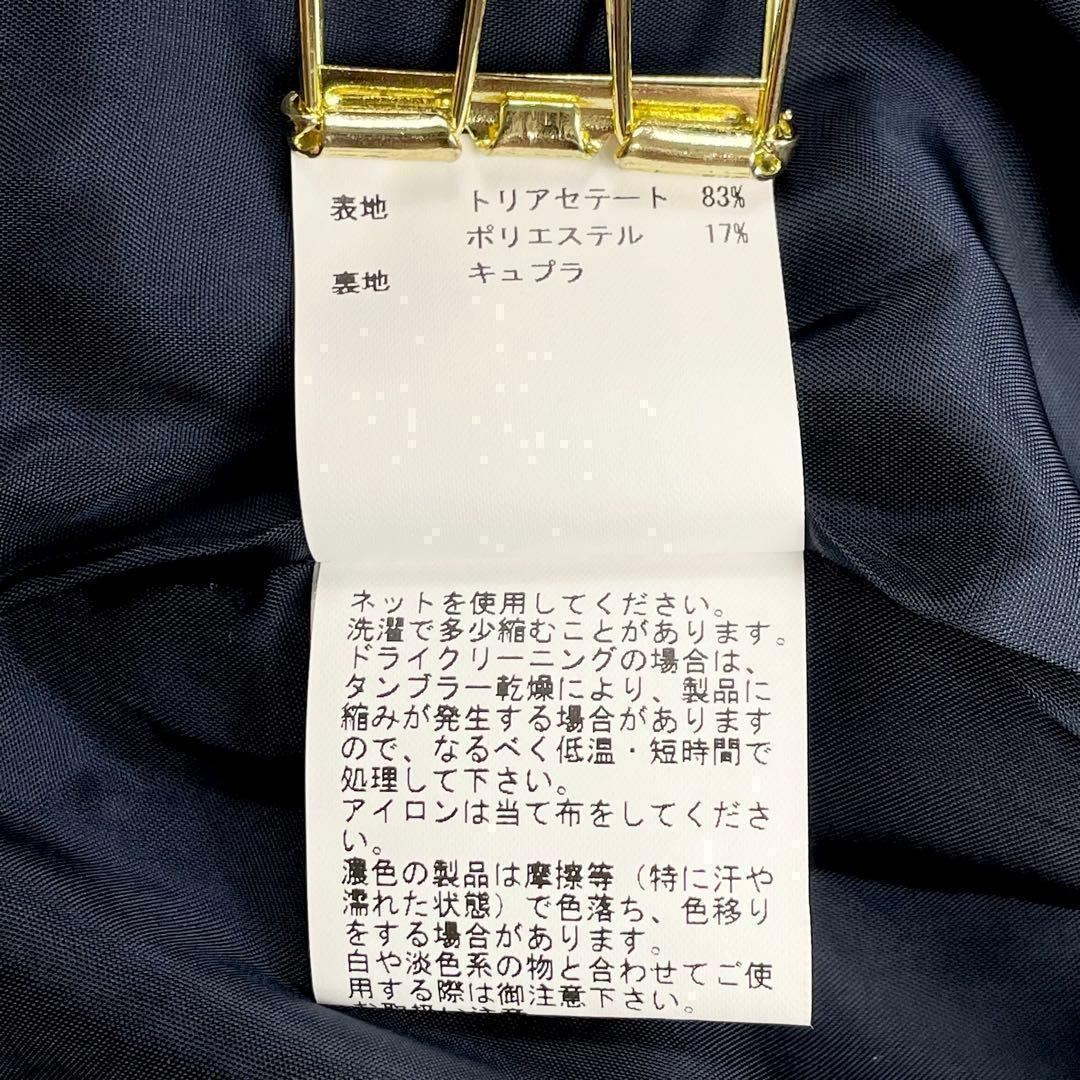 表地 トリアセテート 83%
ポリエステル 17%
裏地 キュプラ
ネットを使用してください。
洗濯で多少縮むことがあります。
ドライクリーニングの場合は、
タンブラー乾燥により、製品に
縮みが発生する場合があります
ので、なるべく低温・短時間で
処理して下さい。
アイロンは当て布をしてくださ
い。
濃色の製品は摩擦等（特に汗や
濡れた状態）で色落ち、色移り
をする場合があります。
白や淡色系の物と合わせてご使
用する際は御注意下さい。